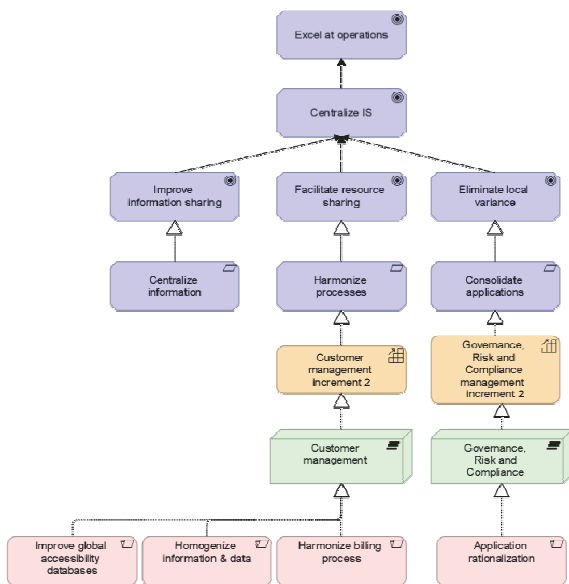 Excel at operations
Centralize IS
Improve
information sharing
Facilitate resource
sharing
Eliminate local
variance
Centralize
information
Harmonize
processes
Consolidate
applications
Customer
management
increment 2
Governance,
Risk and
Compliance
management
increment 2
Customer
management
Governance,
Risk and
Compliance
Improve global
accessibility
databases
Homogenize
information & data
Harmonize billing
process
Application
rationalization